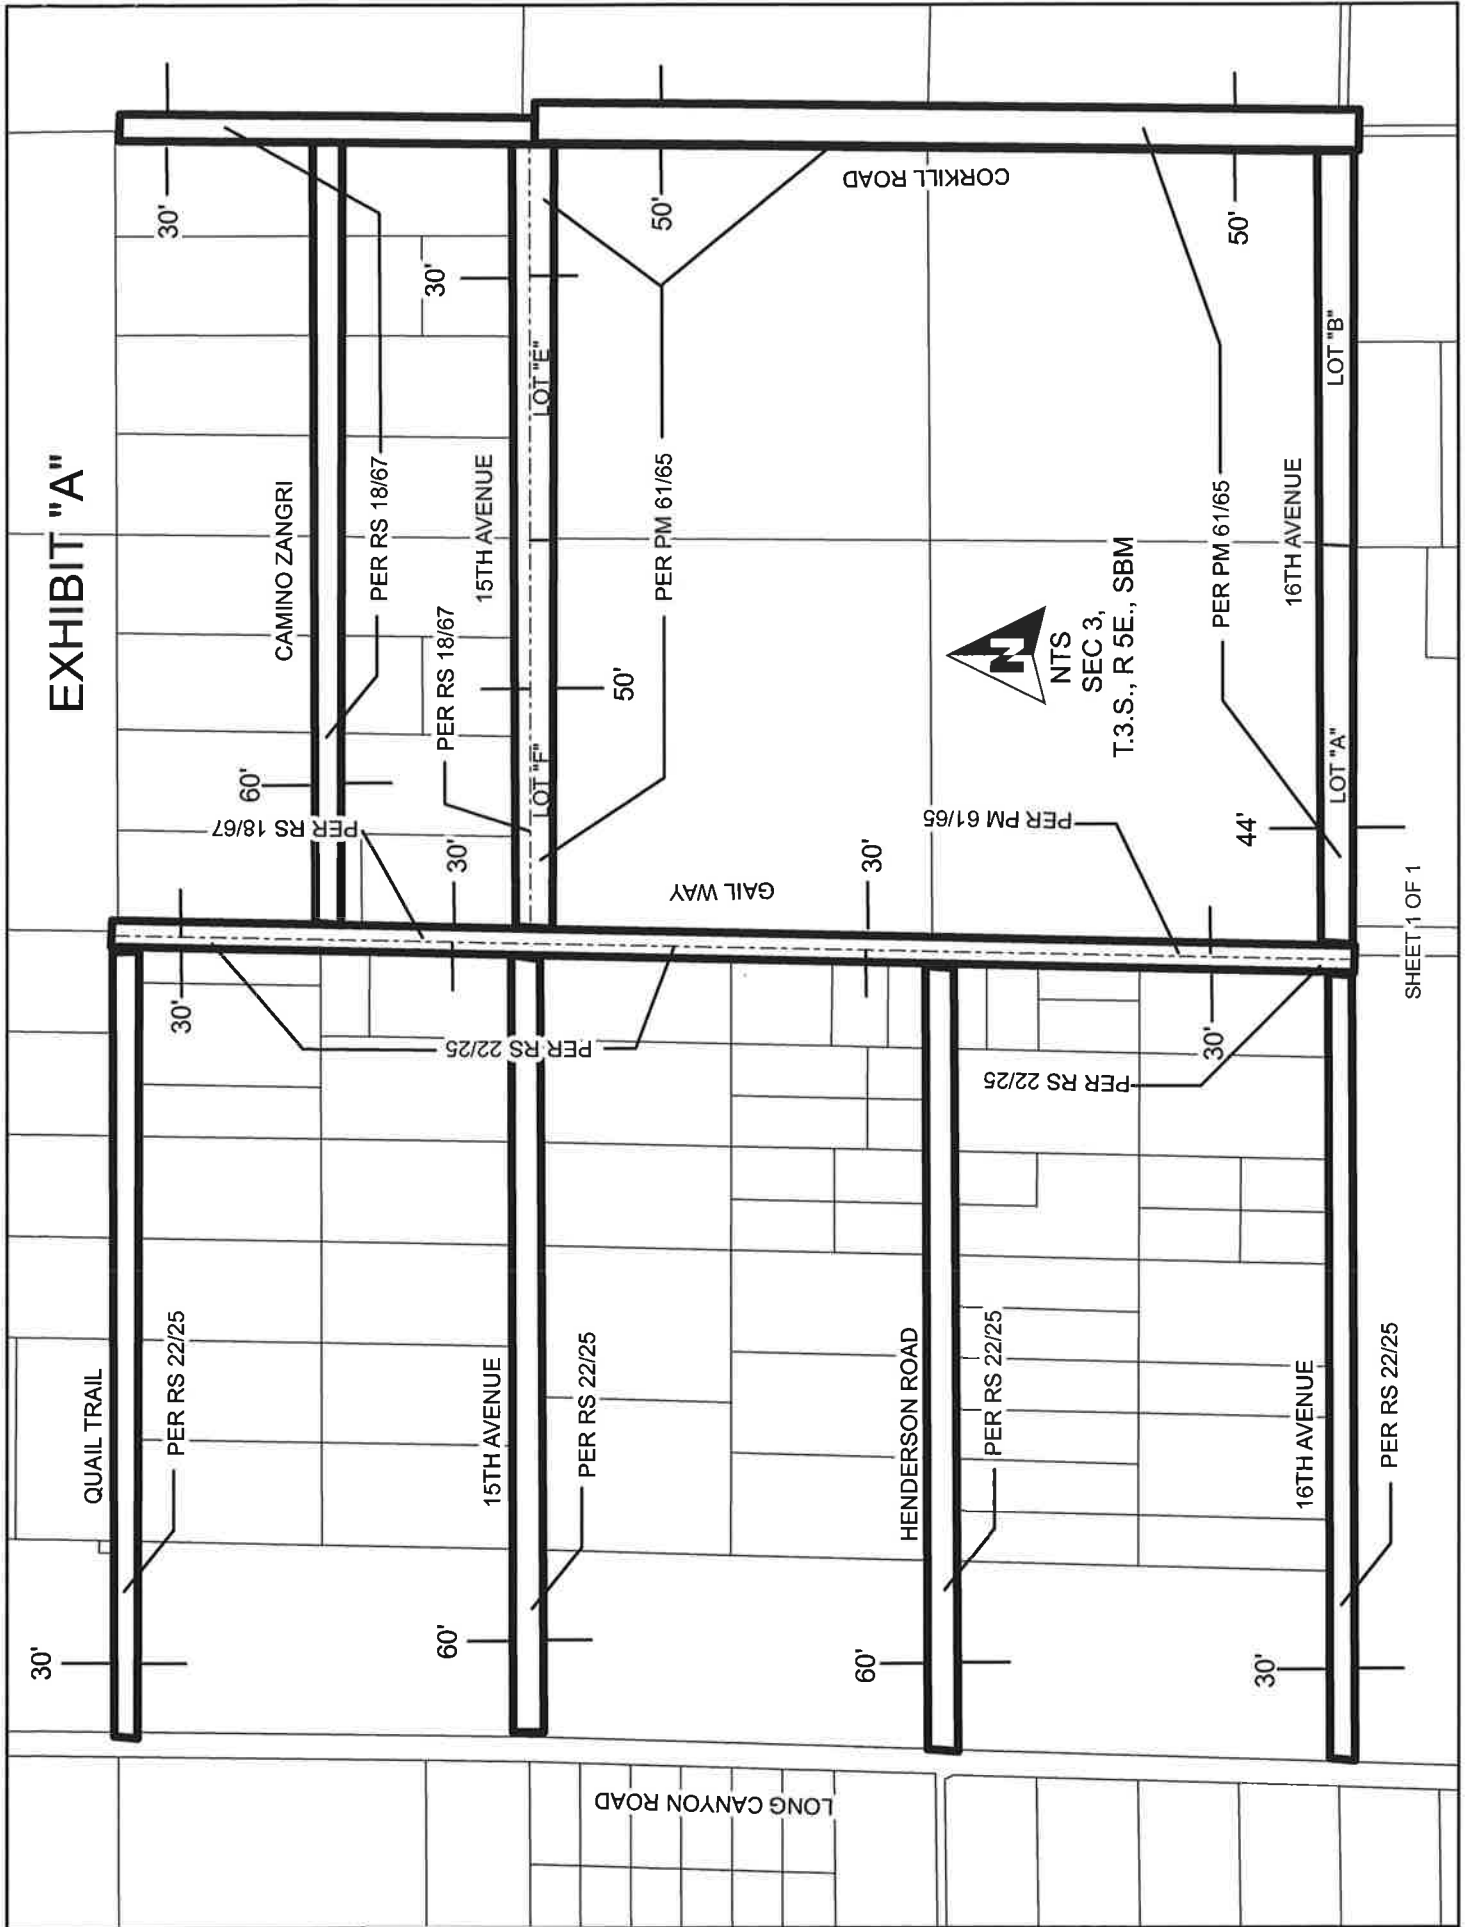 EXHIBIT "A"
QUAIL TRAIL
30'
PER RS 22/25
30'
PER RS 18/67
60'
CAMINO ZANGRI
PER RS 18/67
30'
15TH AVENUE
60'
PER RS 22/25
PER RS 22/25
30'
PER RS 18/67
15TH AVENUE
30'
LOT "F"
LOT "E"
50'
PER PM 61/65
50'
GAIL WAY
LONG CANYON ROAD
CORKILL ROAD
HENDERSON ROAD
60'
PER RS 22/25
30'
PER RS 22/25
PER PM 61/65
N
NTS
SEC 3,
T.3.S., R 5E., SBM
16TH AVENUE
30'
PER RS 22/25
30'
44'
PER PM 61/65
16TH AVENUE
50'
LOT "A"
LOT "B"
SHEET 1 OF 1